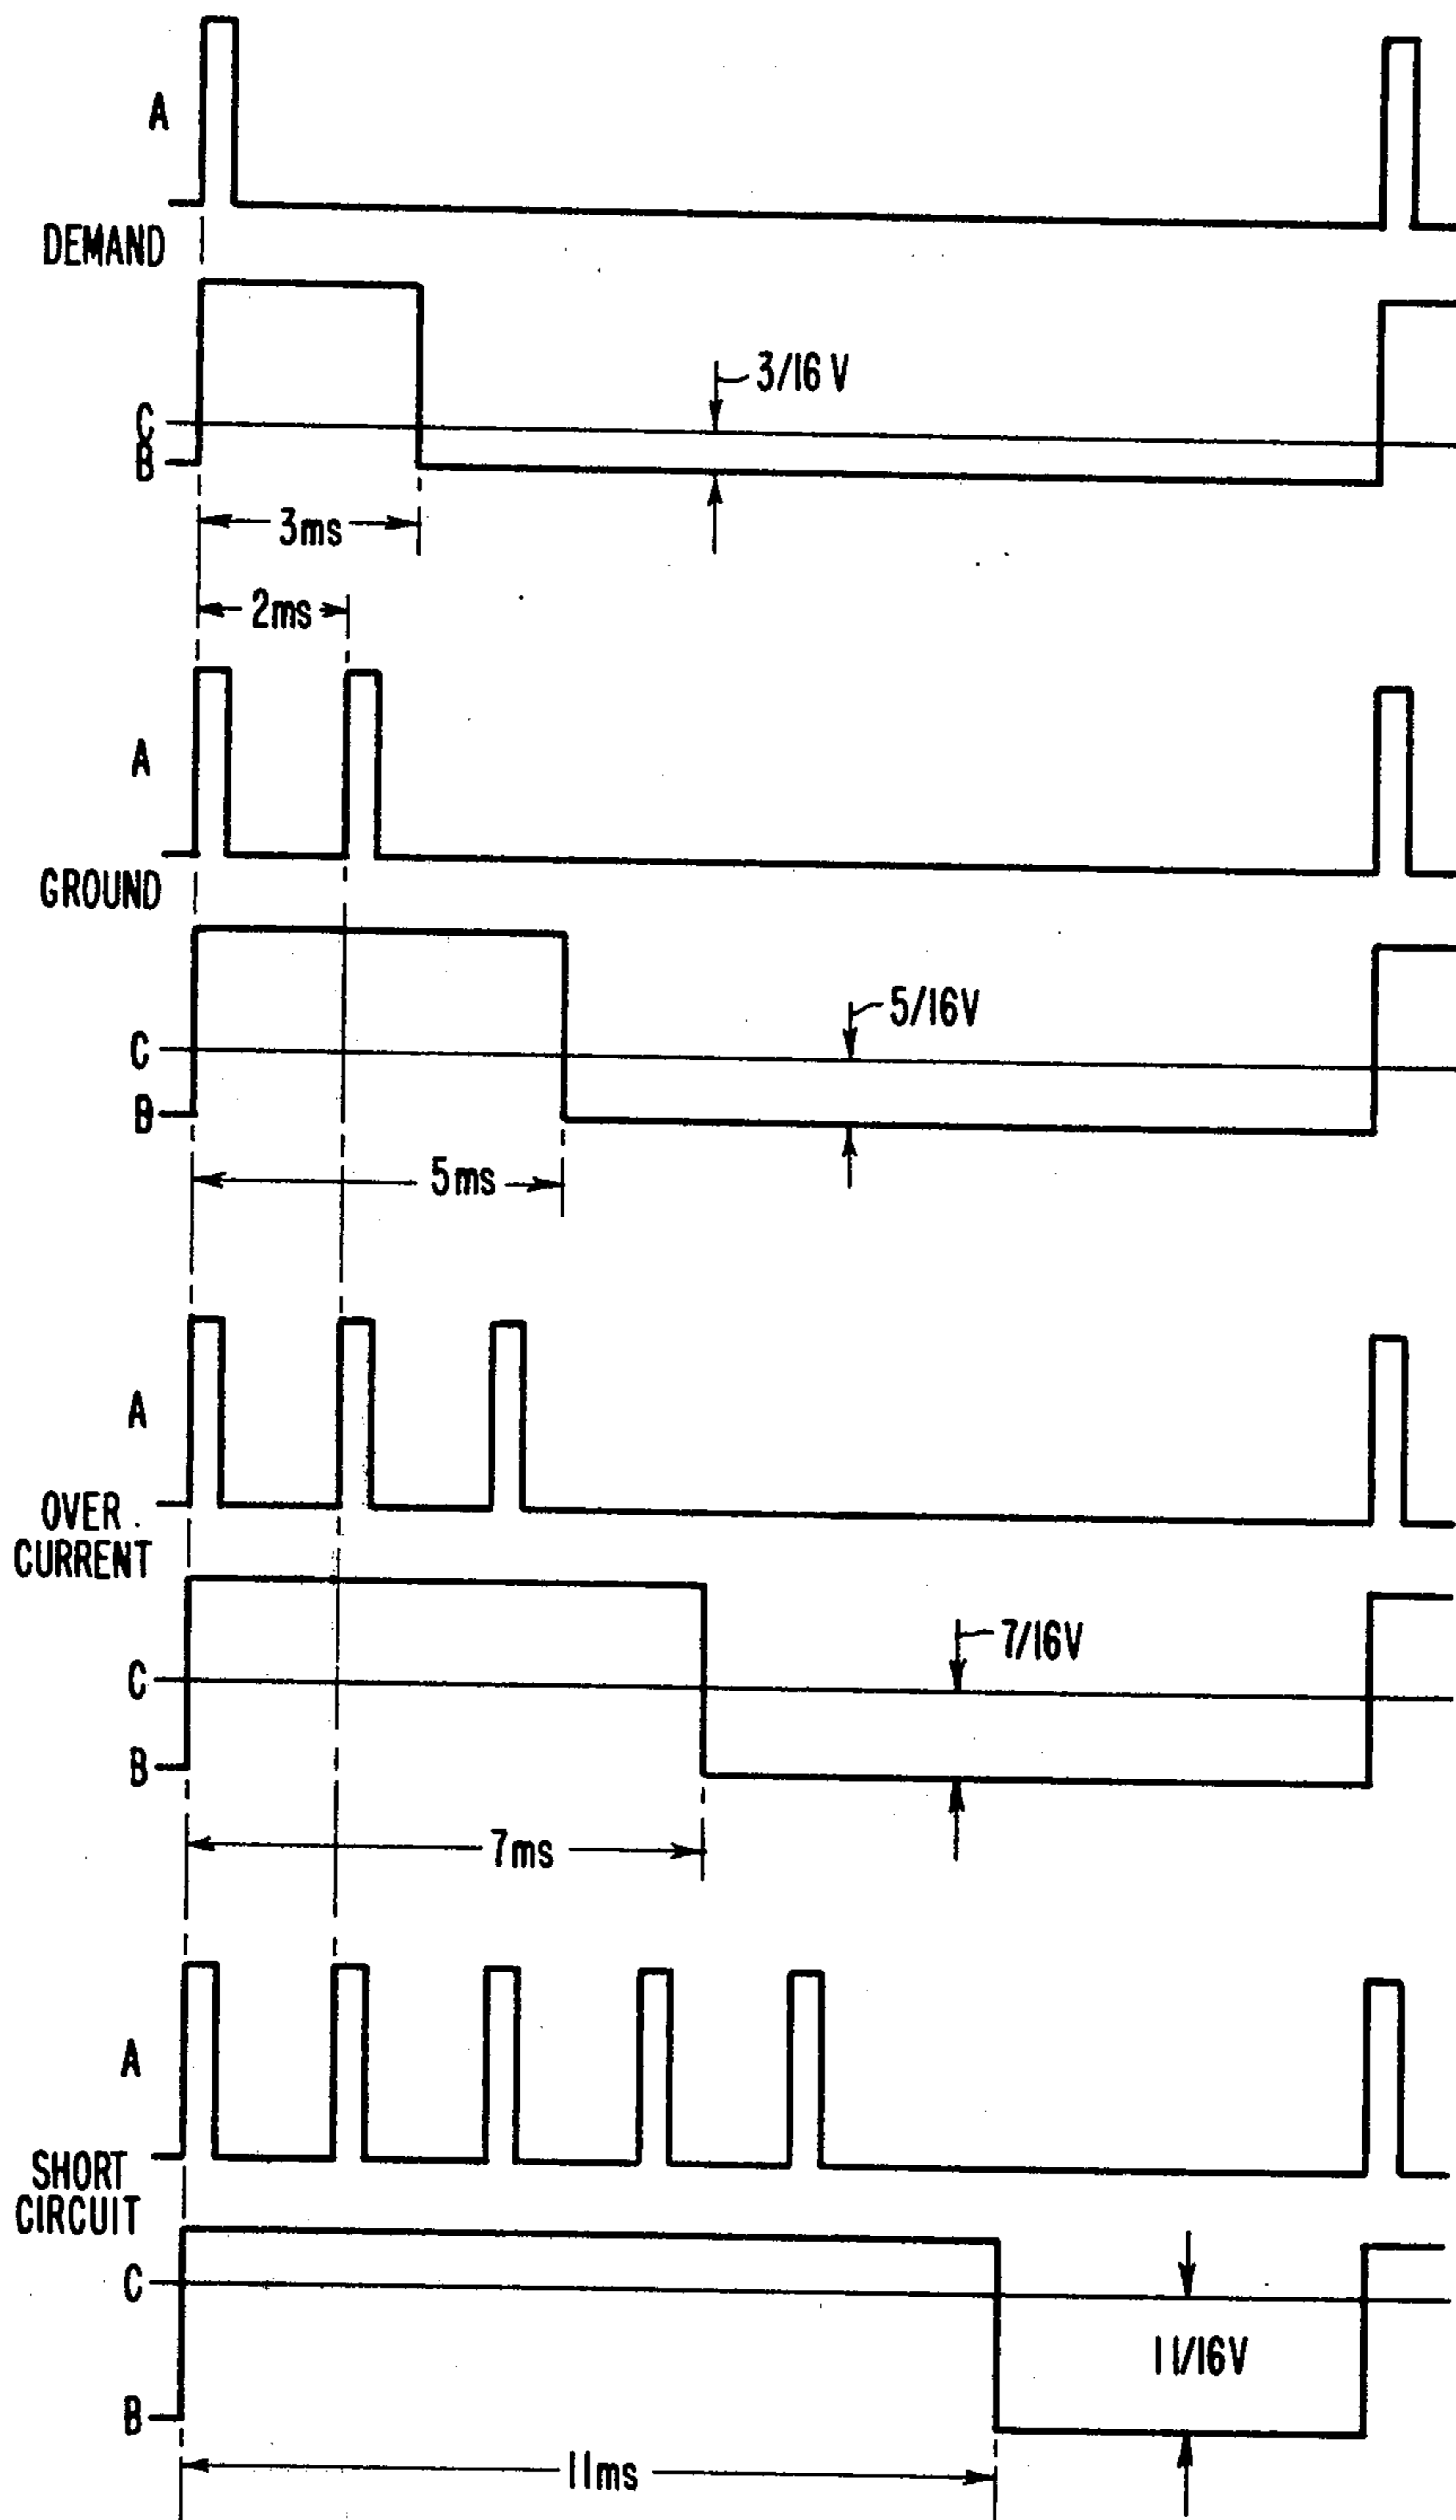 A
DEMAND
3/16 V
C
B
3ms
2ms
A
GROUND
5/16V
C
B
5ms
A
OVER
CURRENT
7/16V
C
B
7ms
A
SHORT
CIRCUIT
C
11/16V
B
11ms